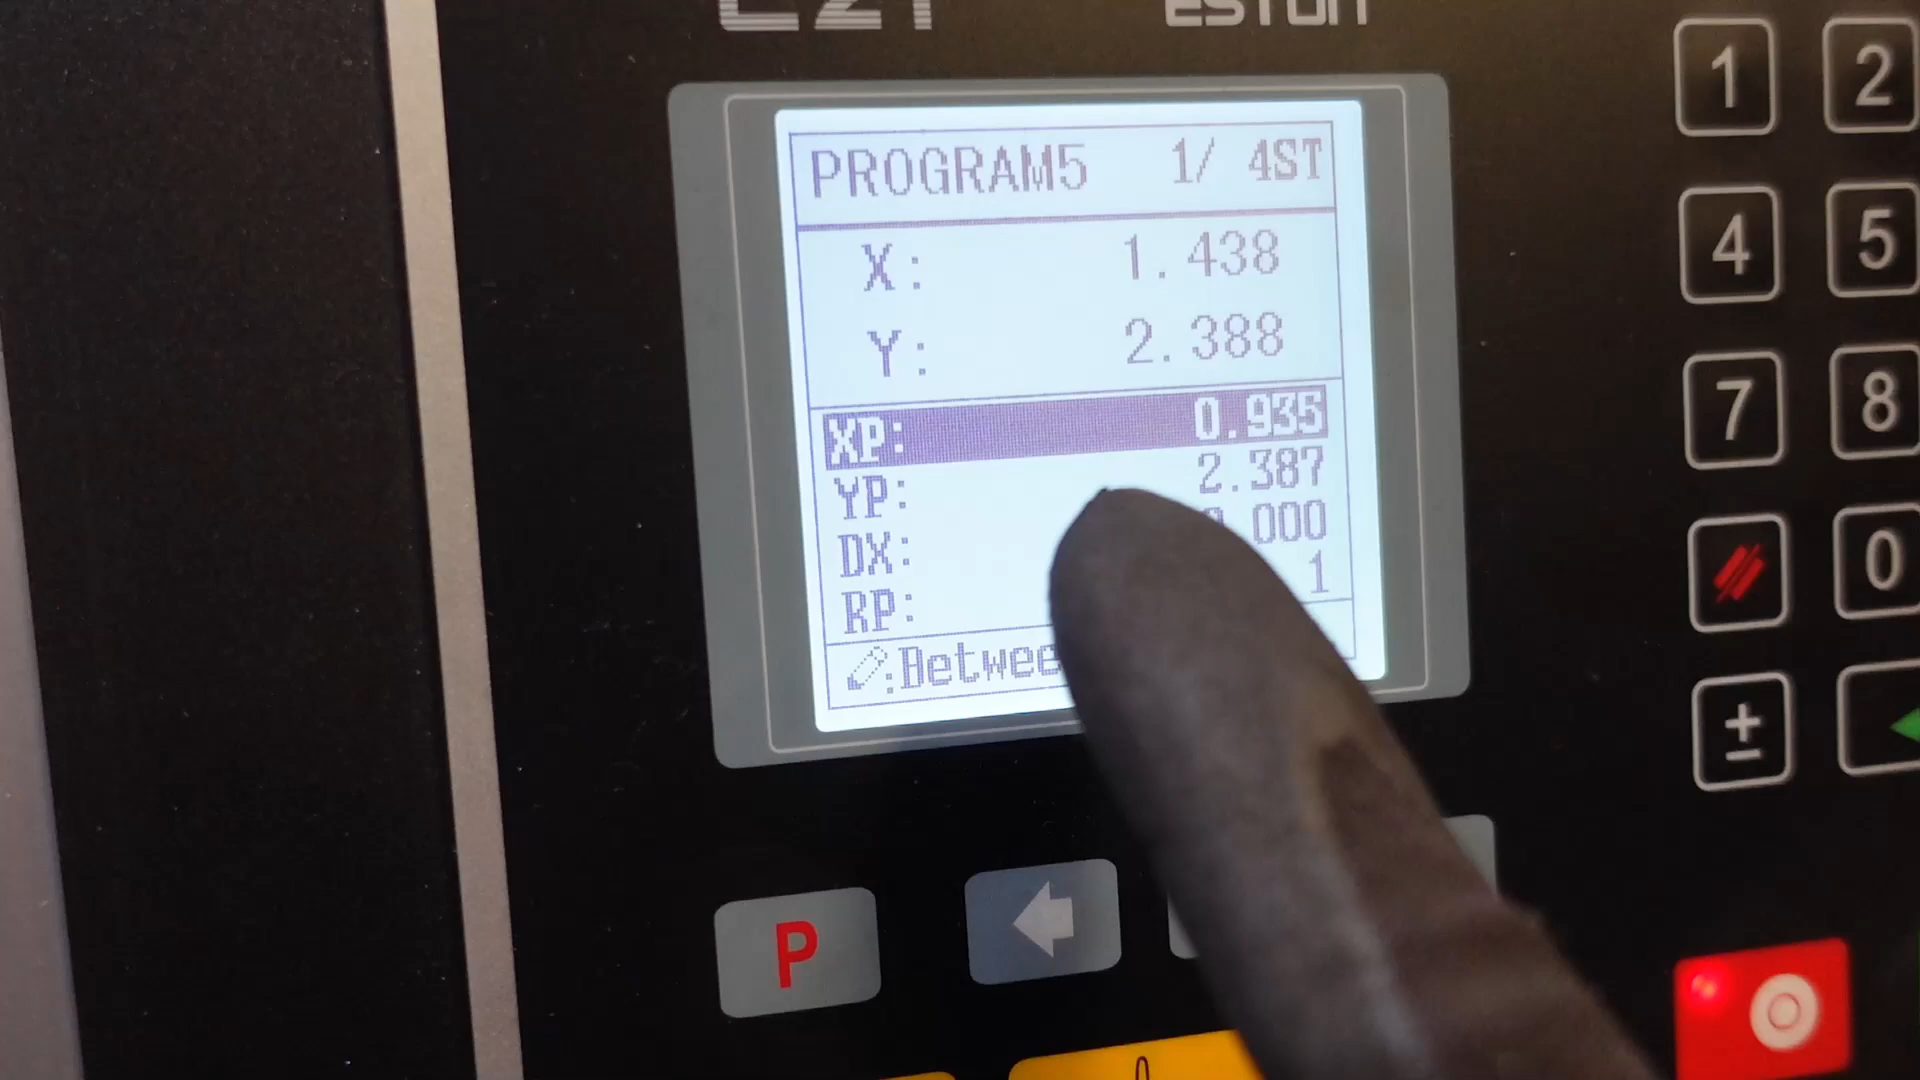 E21 ESTUN
PROGRAM5 1/ 4ST
X: 1.438
Y: 2.388
XP: 0.935
YP: 2.387
DX: 000
RP: 1
:Betwee
1 2
4 5
7 8
0
±
P